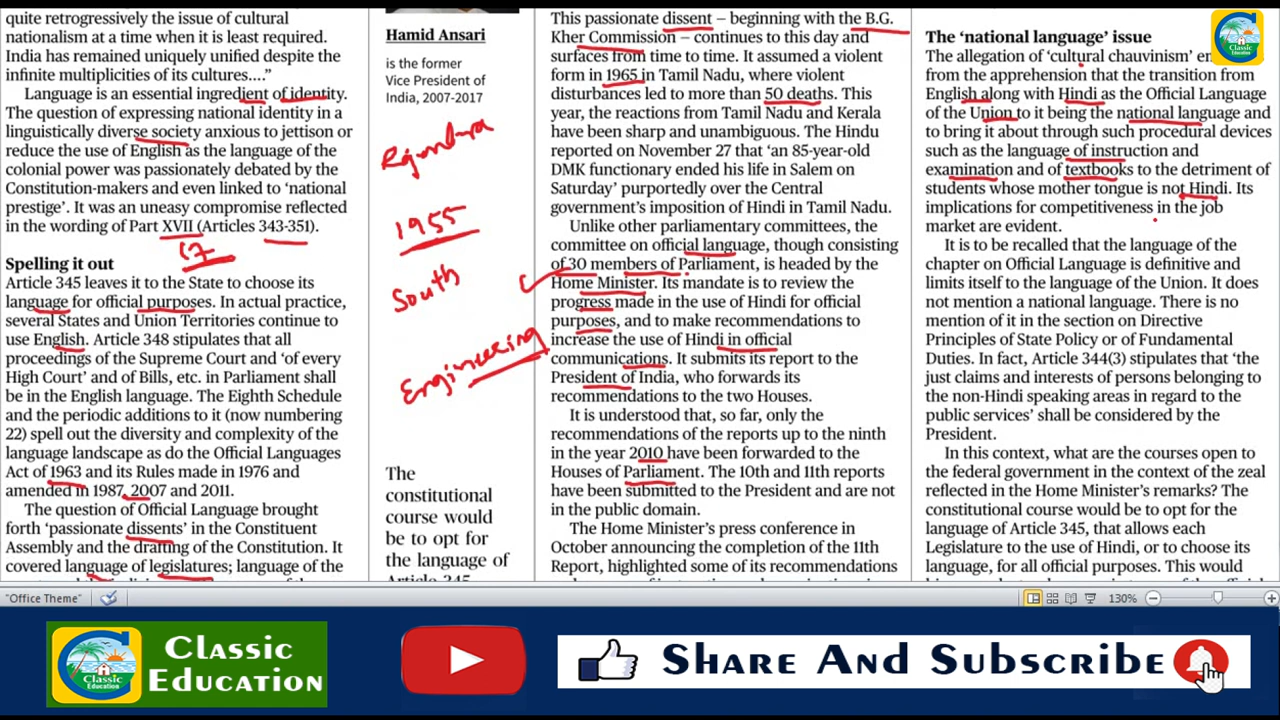 quite retrogressively the issue of cultural
nationalism at a time when it is least required.
India has remained uniquely unified despite the
infinite multiplicities of its cultures...."
Language is an essential ingredient of identity.
The question of expressing national identity in a
linguistically diverse society anxious to jettison or
reduce the use of English as the language of the
colonial power was passionately debated by the
Constitution-makers and even linked to 'national
prestige'. It was an uneasy compromise reflected
in the wording of Part XVII (Articles 343-351).
17
Spelling it out
Article 345 leaves it to the State to choose its
language for official purposes. In actual practice,
several States and Union Territories continue to
use English. Article 348 stipulates that all
proceedings of the Supreme Court and 'of every
High Court' and of Bills, etc. in Parliament shall
be in the English language. The Eighth Schedule
and the periodic additions to it (now numbering
22) spell out the diversity and complexity of the
language landscape as do the Official Languages
Act of 1963 and its Rules made in 1976 and
amended in 1987, 2007 and 2011.
The question of Official Language brought
forth 'passionate dissents' in the Constituent
Assembly and the drafting of the Constitution. It
covered language of legislatures; language of the
Hamid Ansari
is the former
Vice President of
India, 2007-2017
1955
South
Engineering
The
constitutional
course would
be to opt for
the language of
Article 345
This passionate dissent – beginning with the B.G.
Kher Commission – continues to this day and
surfaces from time to time. It assumed a violent
form in 1965 in Tamil Nadu, where violent
disturbances led to more than 50 deaths. This
year, the reactions from Tamil Nadu and Kerala
have been sharp and unambiguous. The Hindu
reported on November 27 that 'an 85-year-old
DMK functionary ended his life in Salem on
Saturday' purportedly over the Central
government's imposition of Hindi in Tamil Nadu.
Unlike other parliamentary committees, the
committee on official language, though consisting
of 30 members of Parliament, is headed by the
Home Minister. Its mandate is to review the
progress made in the use of Hindi for official
purposes, and to make recommendations to
increase the use of Hindi in official
communications. It submits its report to the
President of India, who forwards its
recommendations to the two Houses.
It is understood that, so far, only the
recommendations of the reports up to the ninth
in the year 2010 have been forwarded to the
Houses of Parliament. The 10th and 11th reports
have been submitted to the President and are not
in the public domain.
The Home Minister's press conference in
October announcing the completion of the 11th
Report, highlighted some of its recommendations
The 'national language' issue
The allegation of 'cultural chauvinism'
from the apprehension that the transition from
English along with Hindi as the Official Language
of the Union to it being the national language and
to bring it about through such procedural devices
such as the language of instruction and
examination and of textbooks to the detriment of
students whose mother tongue is not Hindi. Its
implications for competitiveness in the job
market are evident.
It is to be recalled that the language of the
chapter on Official Language is definitive and
limits itself to the language of the Union. It does
not mention a national language. There is no
mention of it in the section on Directive
Principles of State Policy or of Fundamental
Duties. In fact, Article 344(3) stipulates that 'the
just claims and interests of persons belonging to
the non-Hindi speaking areas in regard to the
public services' shall be considered by the
President.
In this context, what are the courses open to
the federal government in the context of the zeal
reflected in the Home Minister's remarks? The
constitutional course would be to opt for the
language of Article 345, that allows each
Legislature to the use of Hindi, or to choose its
language, for all official purposes. This would
Classic
Education
"Office Theme"
130%
Classic
Education
Classic
Education
Share And Subscribe